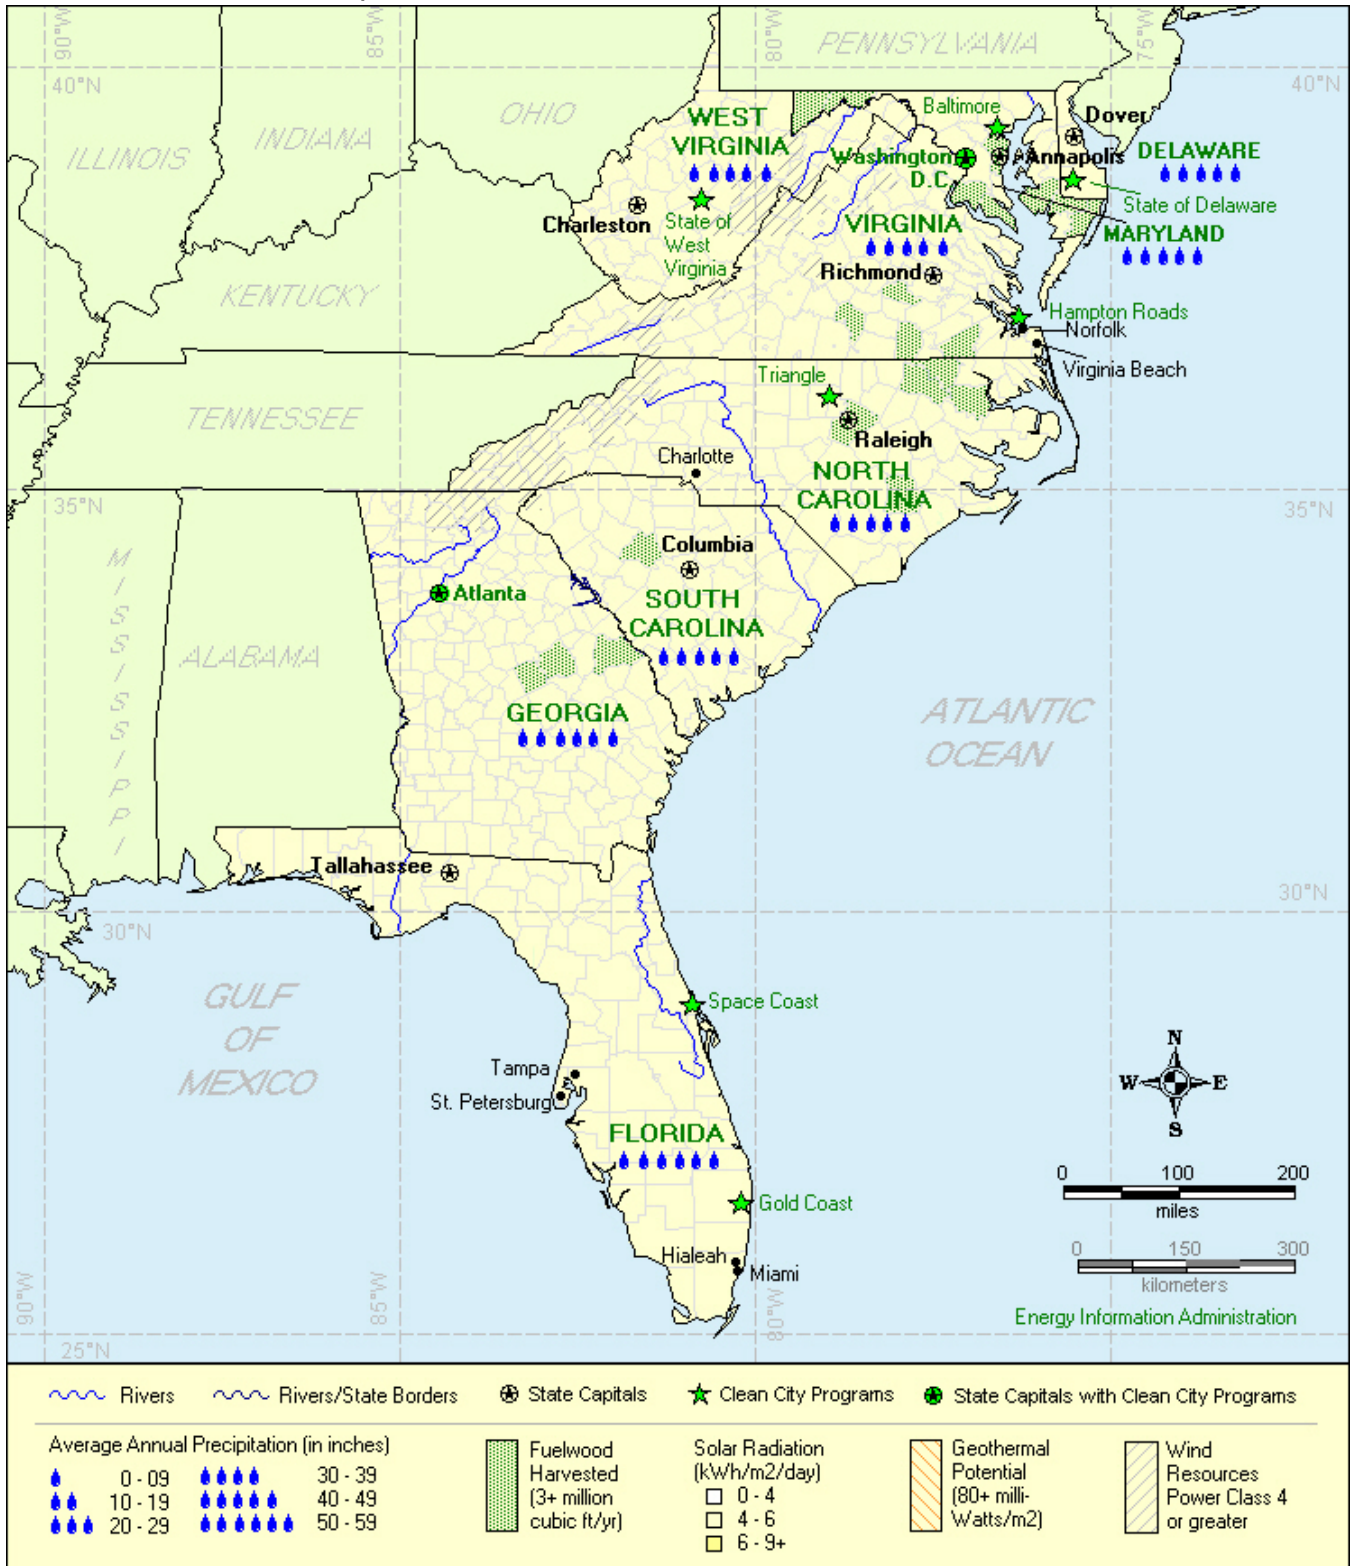 90°W
85°W
80°W
75°W
PENNSYLVANIA
40°N
40°N
OHIO
INDIANA
ILLINOIS
WEST
VIRGINIA
Baltimore
Dover
Washington
D.C.
Annapolis
DELAWARE
Charleston
State of
West
Virginia
State of Delaware
VIRGINIA
MARYLAND
Richmond
KENTUCKY
Hampton Roads
Norfolk
Virginia Beach
Triangle
TENNESSEE
Raleigh
Charlotte
NORTH
CAROLINA
35°N
35°N
MISSISSIPPI
Columbia
Atlanta
SOUTH
CAROLINA
ALABAMA
GEORGIA
ATLANTIC
OCEAN
Tallahassee
30°N
30°N
GULF
OF
MEXICO
Space Coast
Tampa
St. Petersburg
N
W
E
S
FLORIDA
0 100 200
miles
Gold Coast
Hialeah
Miami
0 150 300
kilometers
90°W
85°W
80°W
Energy Information Administration
25°N
Rivers
Rivers/State Borders
State Capitals
Clean City Programs
State Capitals with Clean City Programs
Average Annual Precipitation (in inches)
0 - 09
10 - 19
20 - 29
30 - 39
40 - 49
50 - 59
Fuelwood
Harvested
(3+ million
cubic ft/yr)
Solar Radiation
(kWh/m2/day)
0 - 4
4 - 6
6 - 9+
Geothermal
Potential
(80+ milli-
Watts/m2)
Wind
Resources
Power Class 4
or greater